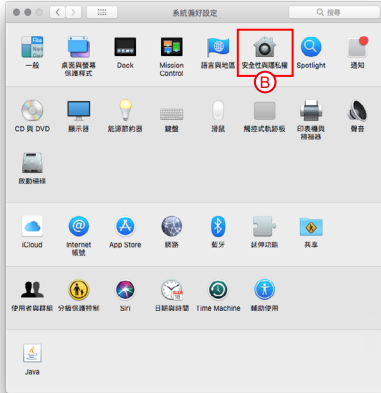 系統偏好設定
搜尋
一般
桌面與螢幕
保護程式
Dock
Mission
Control
語言與地區
安全性與隱私權
Spotlight
通知
B
CD 與 DVD
顯示器
能源節約器
鍵盤
滑鼠
觸控式軌跡板
印表機與
掃描器
聲音
啟動磁碟
iCloud
Internet
帳號
App Store
網路
藍牙
延伸功能
共享
使用者與群組
分級保護控制
Siri
日期與時間
Time Machine
輔助使用
Java